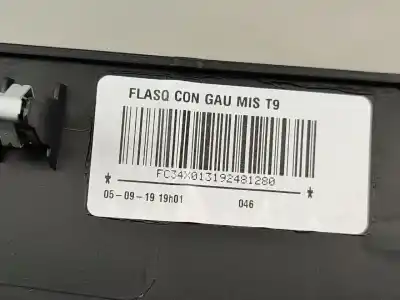 FLASQ CON GAU MIS T9
FC34X013192481280
* *
05-09-19 19h01 046